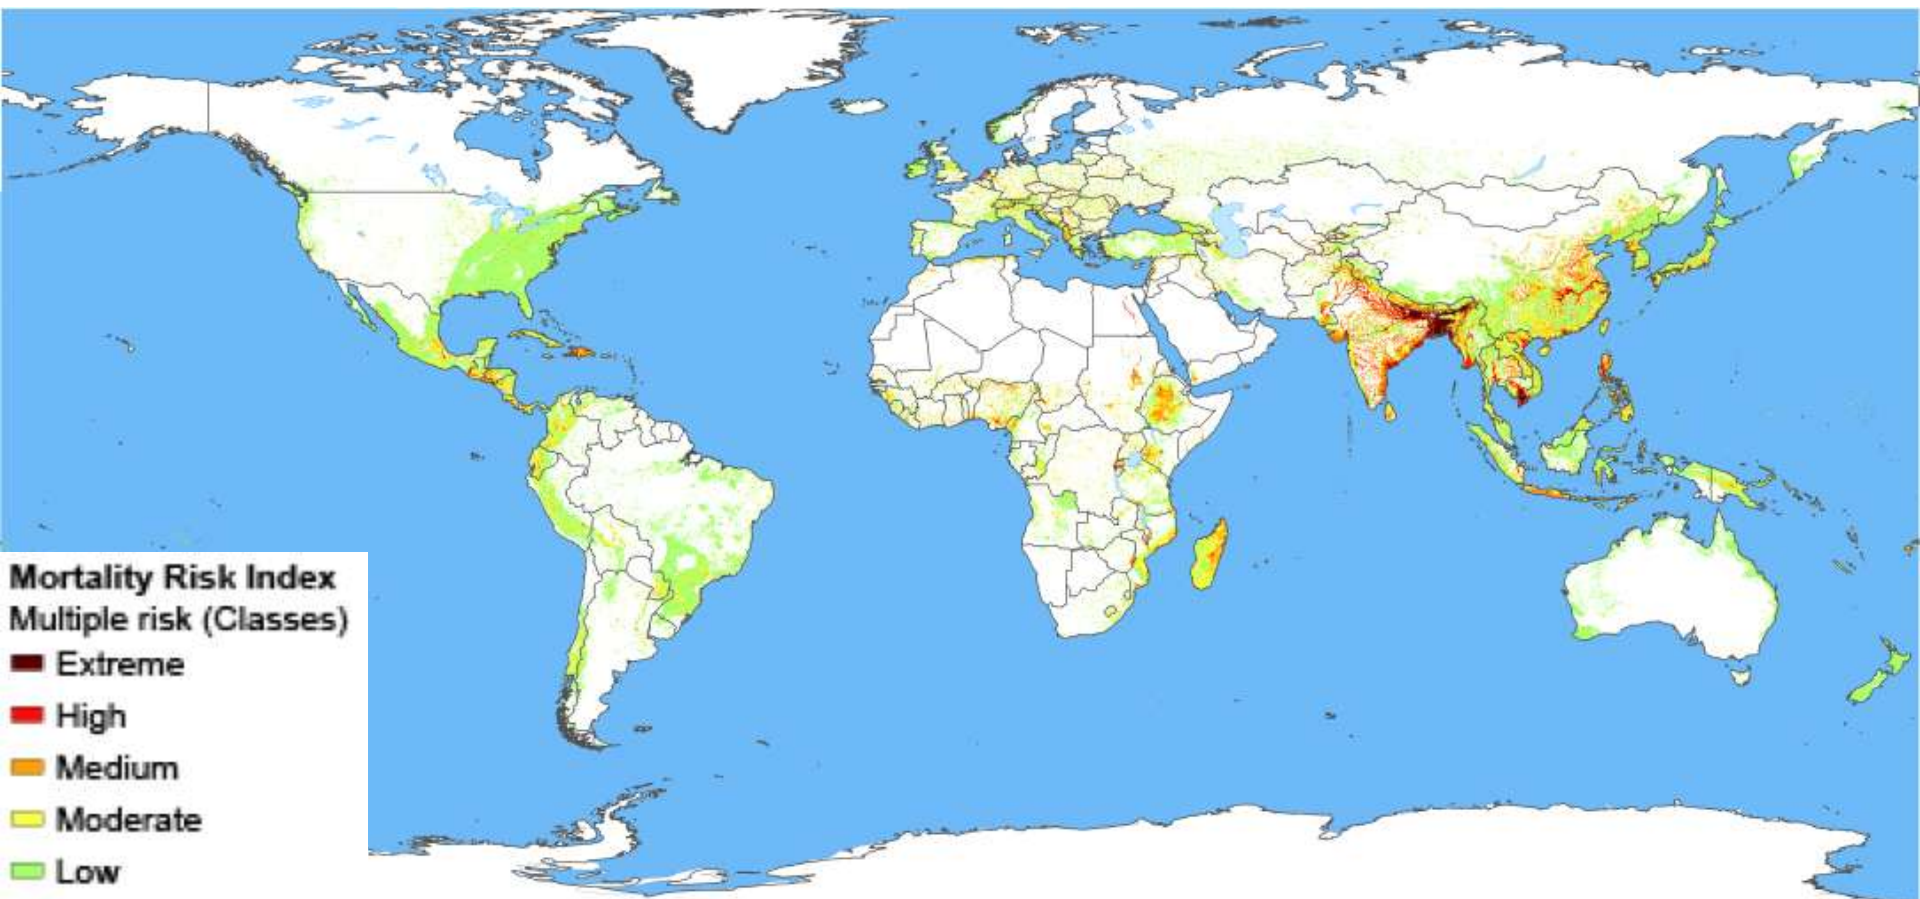 Mortality Risk Index
Multiple risk (Classes)
Extreme
High
Medium
Moderate
Low